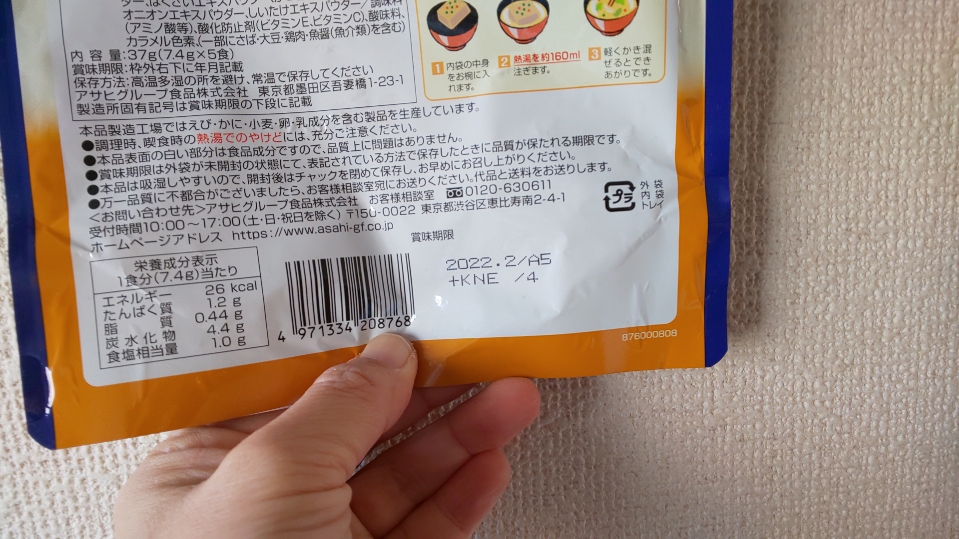 ター、はくさいエキスパウダー、
オニオンエキスパウダー、しいたけエキスパウダー/調味料
(アミノ酸等)、酸化防止剤(ビタミンE、ビタミンC)、酸味料、
カラメル色素、(一部にさば・大豆・鶏肉・魚醤(魚介類)を含む)
内容量:37g(7.4g×5食)
賞味期限:枠外右下に年月記載
保存方法:高温多湿の所を避け、常温で保存してください
アサヒグループ食品株式会社 東京都墨田区吾妻橋1-23-1
製造所固有記号は賞味期限の下段に記載
1 内袋の中身をお椀に入れます。
2 熱湯を約160ml注ぎます。
3 軽くかき混ぜるとできあがりです。
本品製造工場ではえび・かに・小麦・卵・乳成分を含む製品を生産しています。
●調理時、喫食時の熱湯でのやけどには、充分ご注意ください。
●本品表面の白い部分は食品成分ですので、品質上に問題はありません。
●賞味期限は外袋が未開封の状態にて、表記されている方法で保存したときに品質が保たれる期限です。
●本品は吸湿しやすいので、開封後はチャックを閉めて保存し、お早めにお召し上がりください。
●万一品質に不都合がございましたら、お客様相談室宛にお送りください。代品と送料をお送りします。
<お問い合わせ先>アサヒグループ食品株式会社 お客様相談室 0120-630611
受付時間10:00~17:00(土・日・祝日を除く) 〒150-0022 東京都渋谷区恵比寿南2-4-1
ホームページアドレス https://www.asahi-gf.co.jp
プラ
外袋
内袋
トレイ
賞味期限
2022.2/A5
+KNE /4
栄養成分表示
1食分(7.4g)当たり
エネルギー 26 kcal
たんぱく質 1.2 g
脂質 0.44 g
炭水化物 4.4 g
食塩相当量 1.0 g
4 971334 208768
876000808